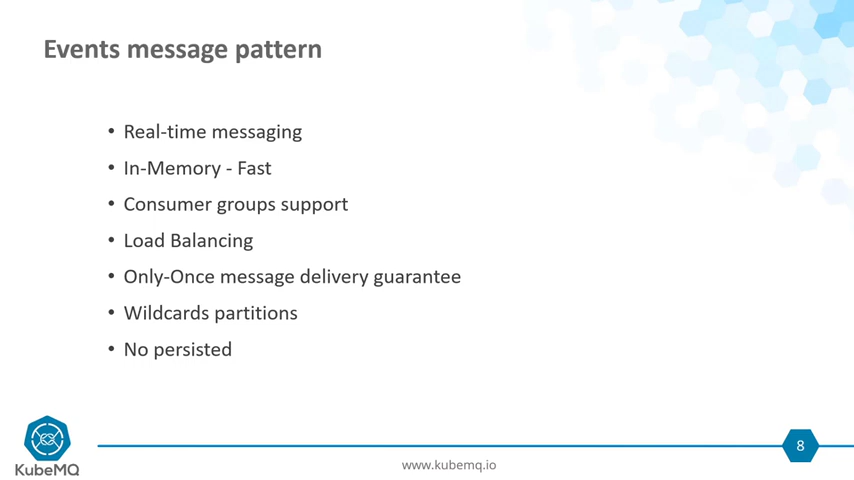 Events message pattern
• Real-time messaging
• In-Memory - Fast
• Consumer groups support
• Load Balancing
• Only-Once message delivery guarantee
• Wildcards partitions
• No persisted
KubeMQ
www.kubemq.io
8